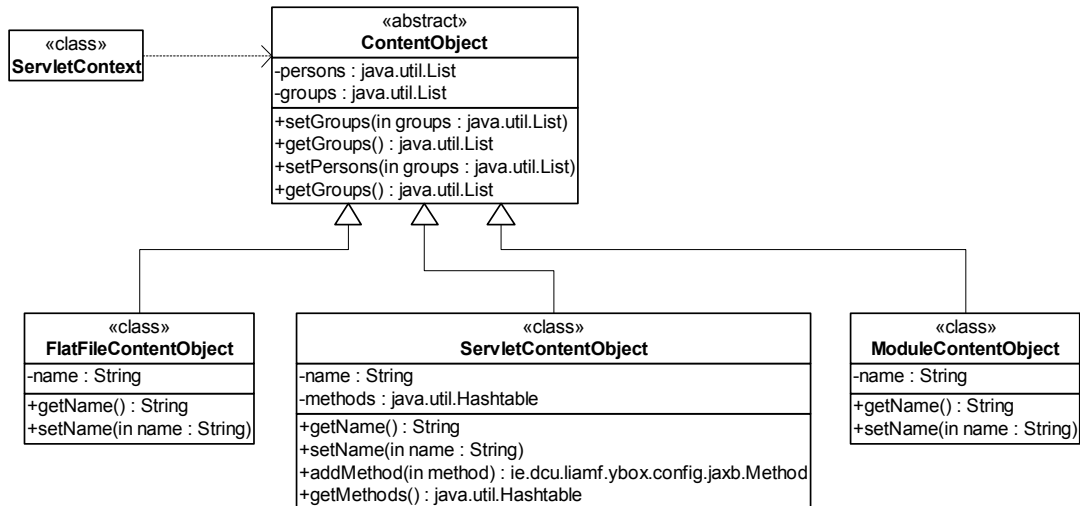 «class»
ServletContext
«abstract»
ContentObject
-persons : java.util.List
-groups : java.util.List
+setGroups(in groups : java.util.List)
+getGroups() : java.util.List
+setPersons(in groups : java.util.List)
+getGroups() : java.util.List
«class»
FlatFileContentObject
-name : String
+getName() : String
+setName(in name : String)
«class»
ServletContentObject
-name : String
-methods : java.util.Hashtable
+getName() : String
+setName(in name : String)
+addMethod(in method) : ie.dcu.liamf.ybox.config.jaxb.Method
+getMethods() : java.util.Hashtable
«class»
ModuleContentObject
-name : String
+getName() : String
+setName(in name : String)